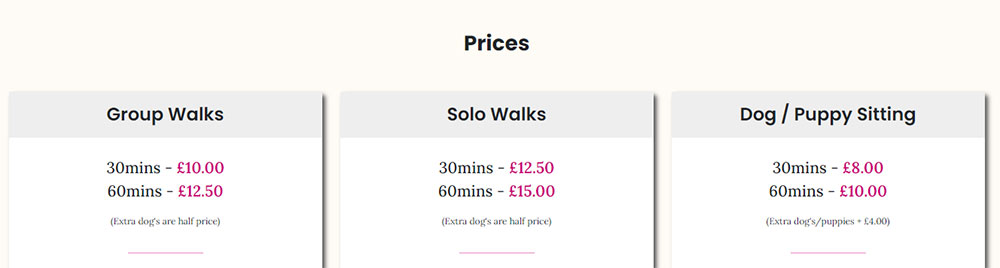 Prices
Group Walks
30mins - £10.00
60mins - £12.50
(Extra dog's are half price)
Solo Walks
30mins - £12.50
60mins - £15.00
(Extra dog's are half price)
Dog / Puppy Sitting
30mins - £8.00
60mins - £10.00
(Extra dog's/puppies + £4.00)